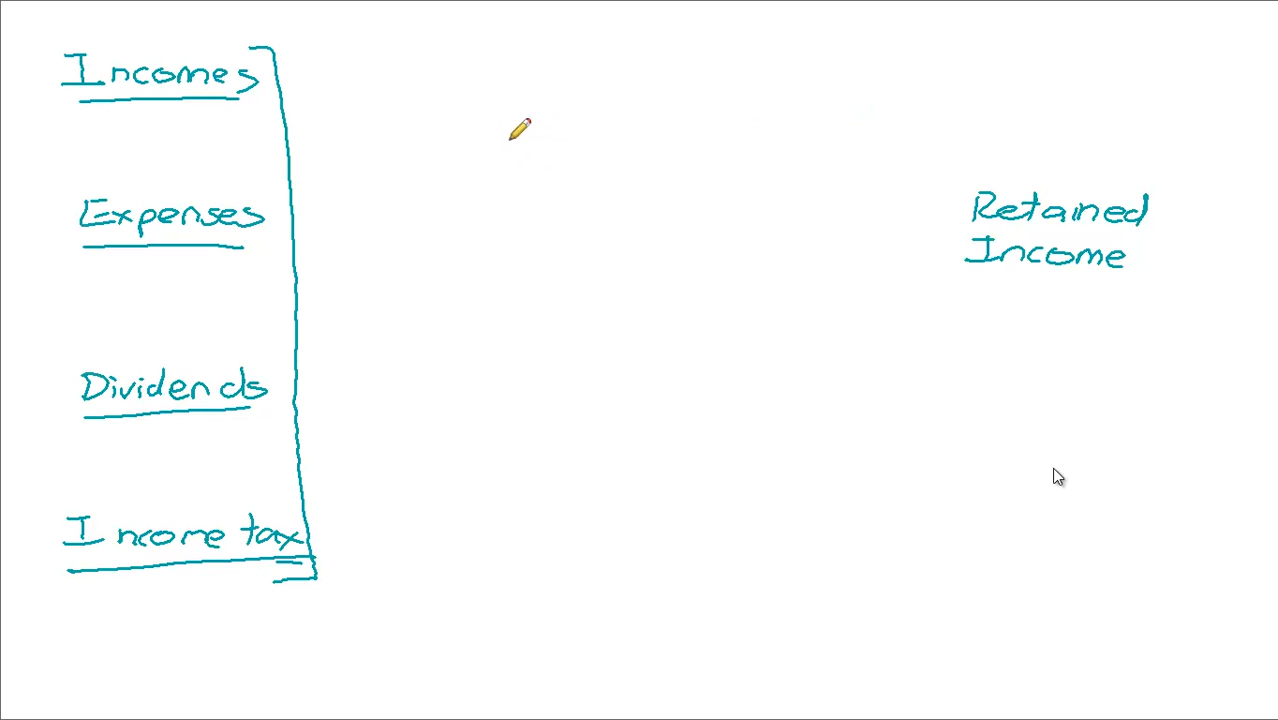 Incomes
Expenses
Dividends
Income tax
Retained
Income